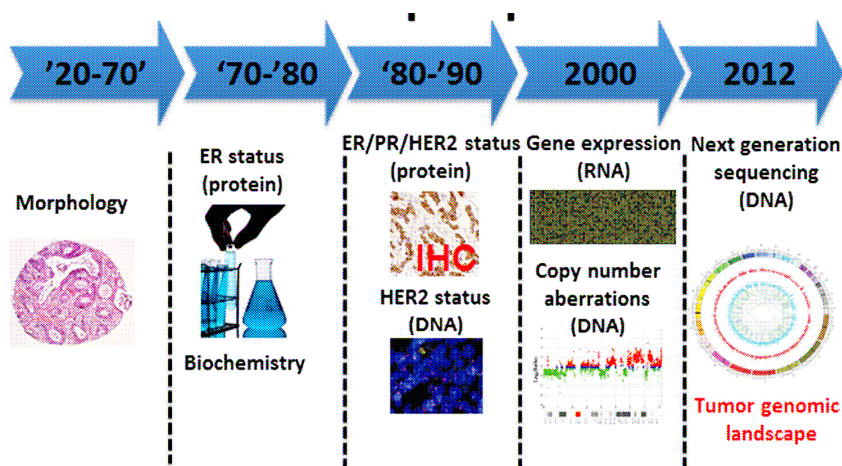 ’20-70’
‘70-’80
‘80-’90
2000
2012
Morphology
ER status
(protein)
Biochemistry
ER/PR/HER2 status
(protein)
IHC
HER2 status
(DNA)
Gene expression
(RNA)
Copy number
aberrations
(DNA)
Next generation
sequencing
(DNA)
Tumor genomic
landscape